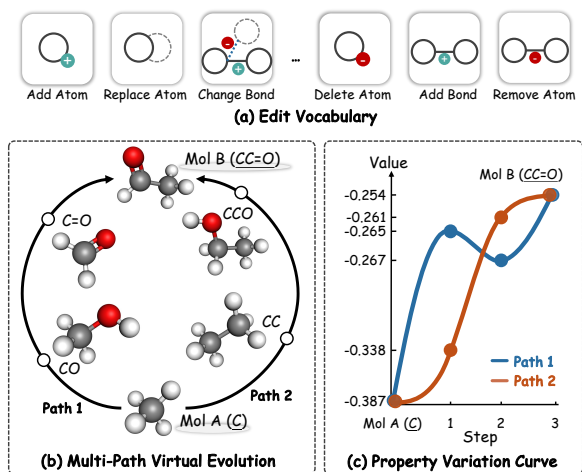 Add Atom Replace Atom Change Bond ... Delete Atom Add Bond Remove Atom
(a) Edit Vocabulary
Mol B (CC=O)
C=O
CCO
CO
CC
Path 1
Path 2
Mol A (C)
(b) Multi-Path Virtual Evolution
Value
Mol B (CC=O)
-0.254
-0.261
-0.265
-0.267
-0.338
-0.387
Path 1
Path 2
Mol A (C) 1 2 3
Step
(c) Property Variation Curve